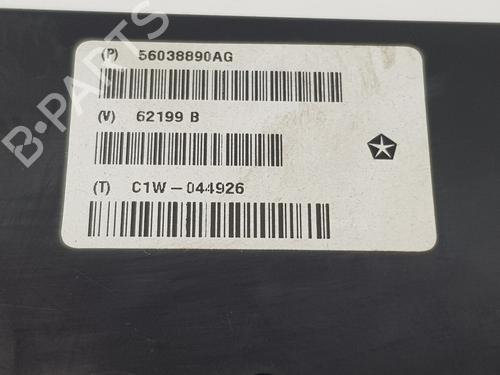 (P) 56038890AG
(V) 62199 B
(T) C1W-044926
B-PARTS